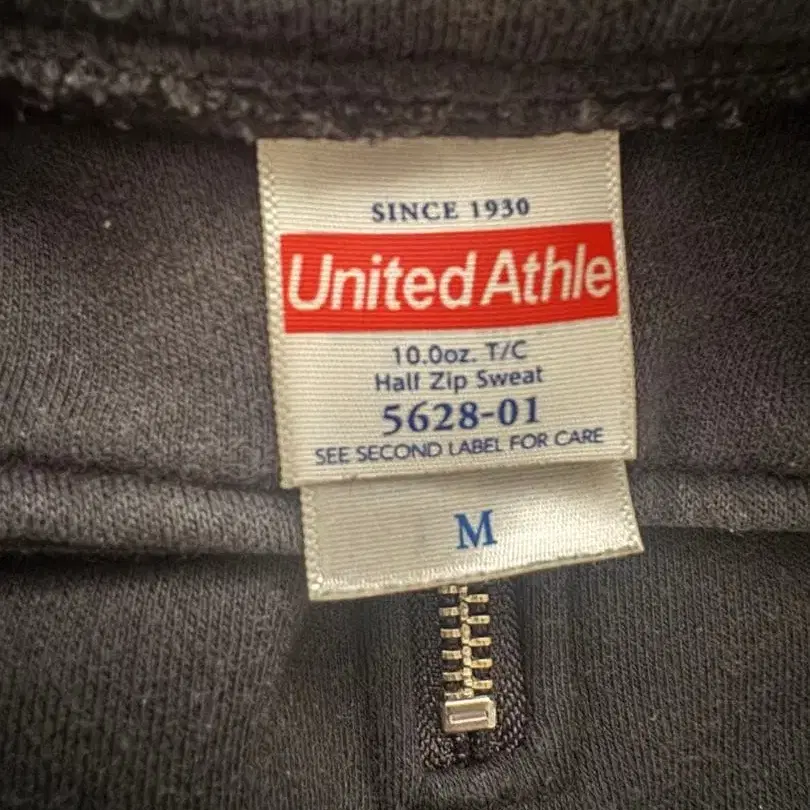 SINCE 1930
United Athle
10.0oz. T/C
Half Zip Sweat
5628-01
SEE SECOND LABEL FOR CARE
M